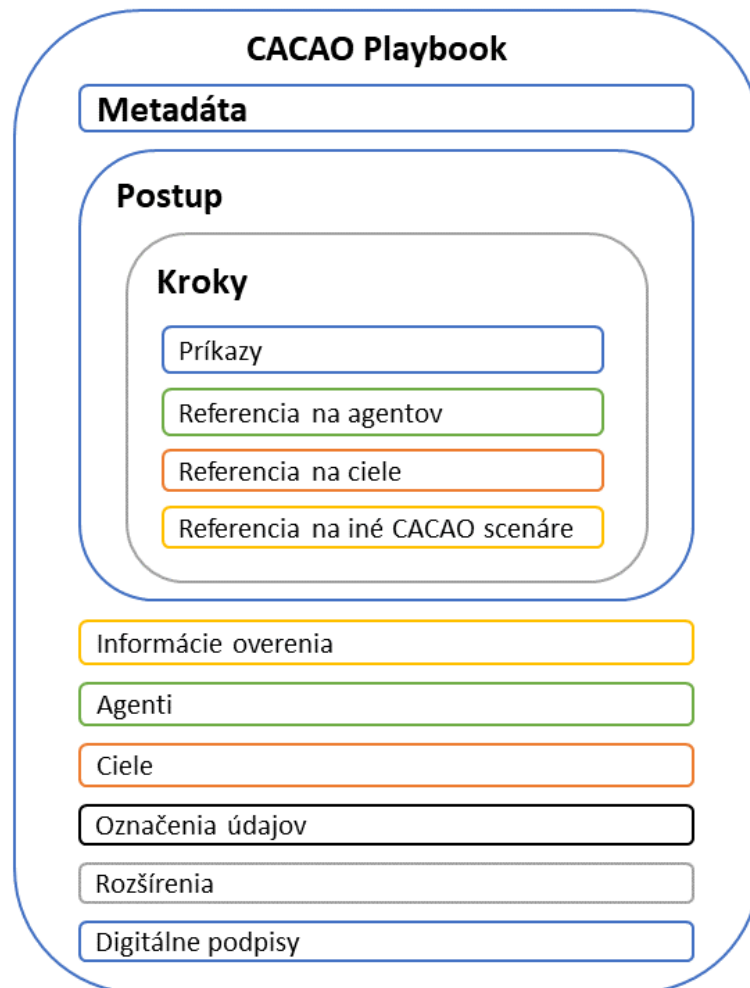 CACAO Playbook
Metadáta
Postup
Kroky
Príkazy
Referencia na agentov
Referencia na ciele
Referencia na iné CACAO scenáre
Informácie overenia
Agenti
Ciele
Označenia údajov
Rozšírenia
Digitálne podpisy